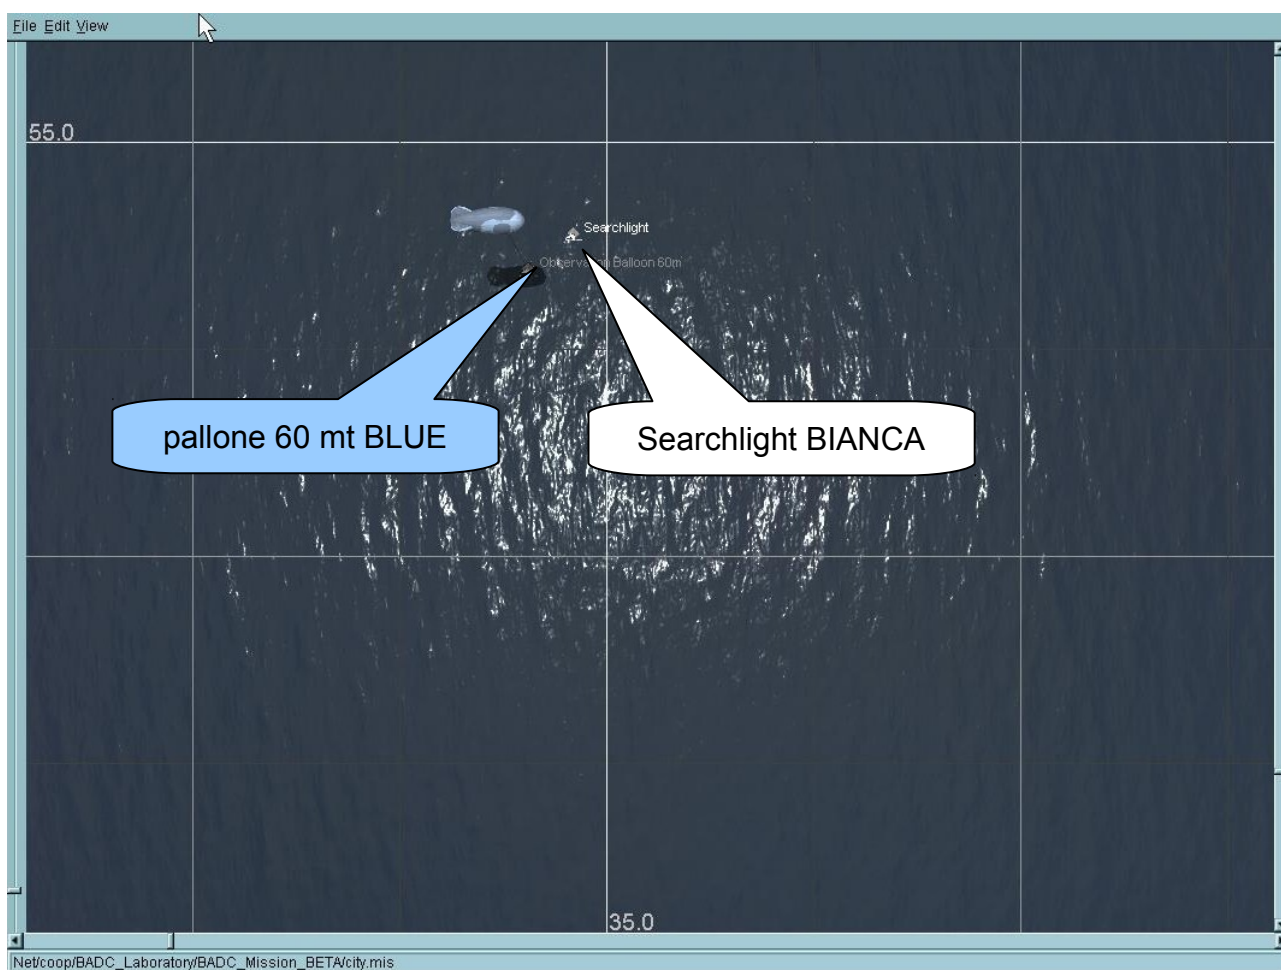 File Edit View
55.0
Searchlight
Observation Balloon 60m
pallone 60 mt BLUE
Searchlight BIANCA
35.0
Net/coop/BADC_Laboratory/BADC_Mission_BETA/city.mis